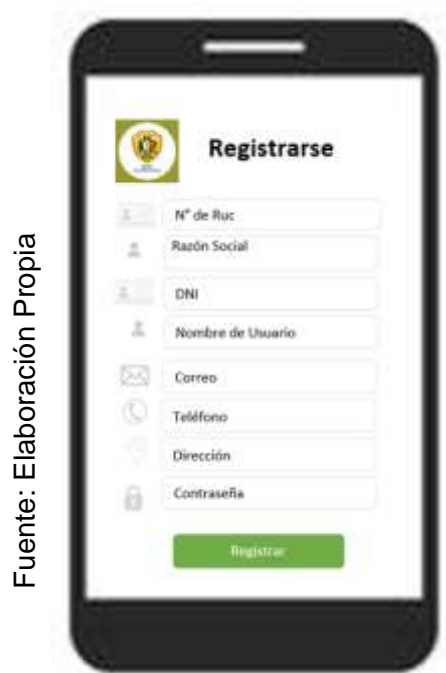 Registrarse
N° de Ruc
Razón Social
DNI
Nombre de Usuario
Correo
Teléfono
Dirección
Contraseña
Registrar
Fuente: Elaboración Propia